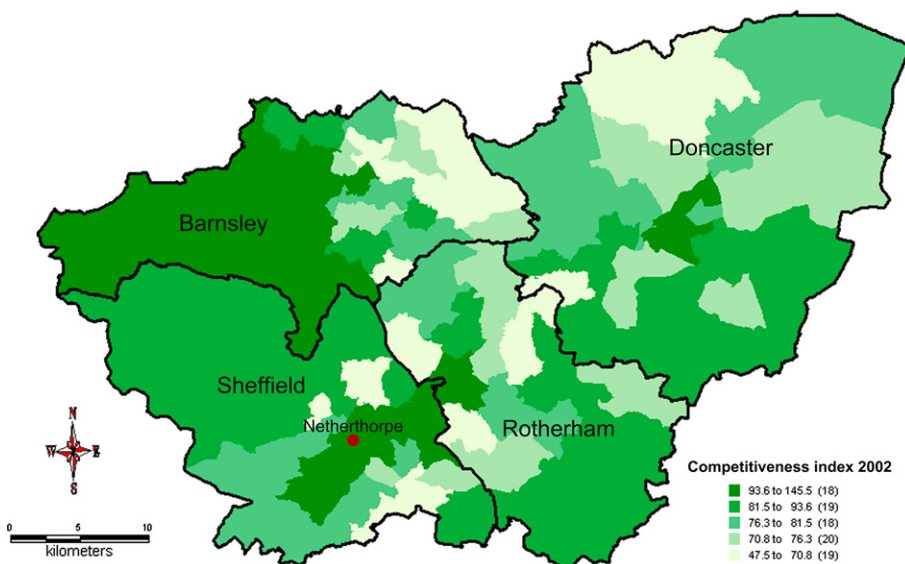 Doncaster
Barnsley
Sheffield
Netherthorpe
Rotherham
N
W E
S
0 5 10
kilometers
Competitiveness index 2002
93.6 to 145.5 (18)
81.5 to 93.6 (19)
76.3 to 81.5 (18)
70.8 to 76.3 (20)
47.5 to 70.8 (19)